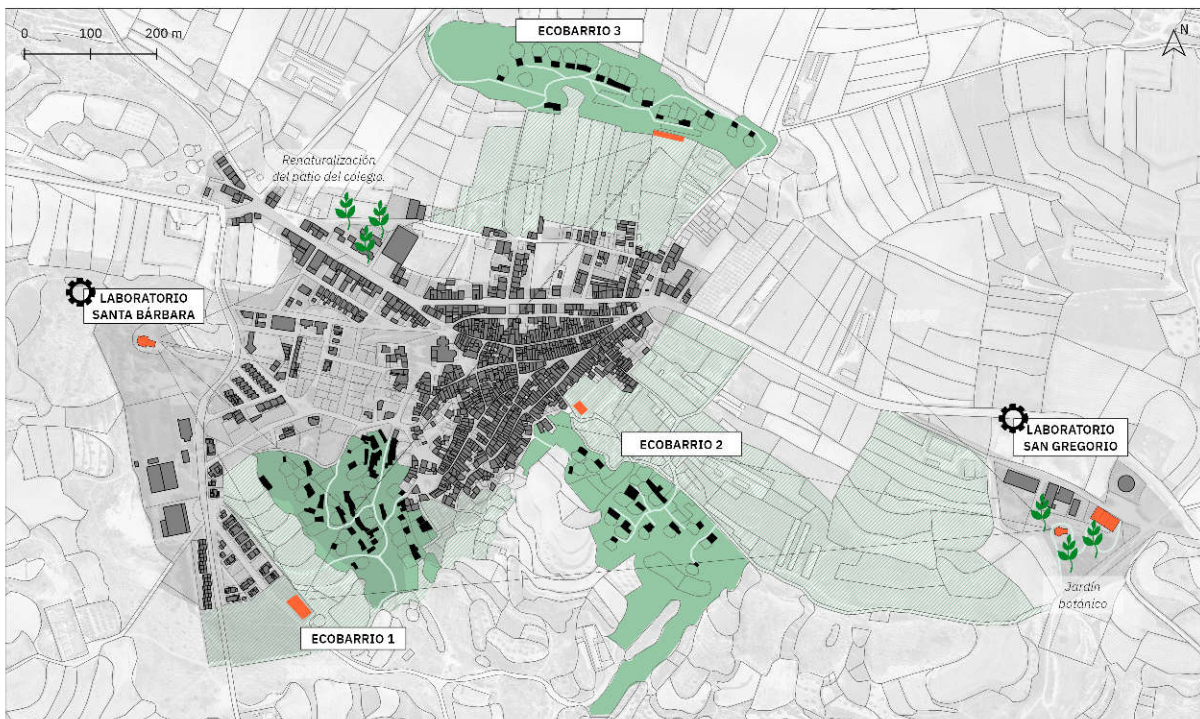 ECOBARRIO 3
0 100 200 m
N
Renaturalización
del patio del colegio.
LABORATORIO
SANTA BÁRBARA
ECOBARRIO 2
LABORATORIO
SAN GREGORIO
Jardín
botánico
ECOBARRIO 1